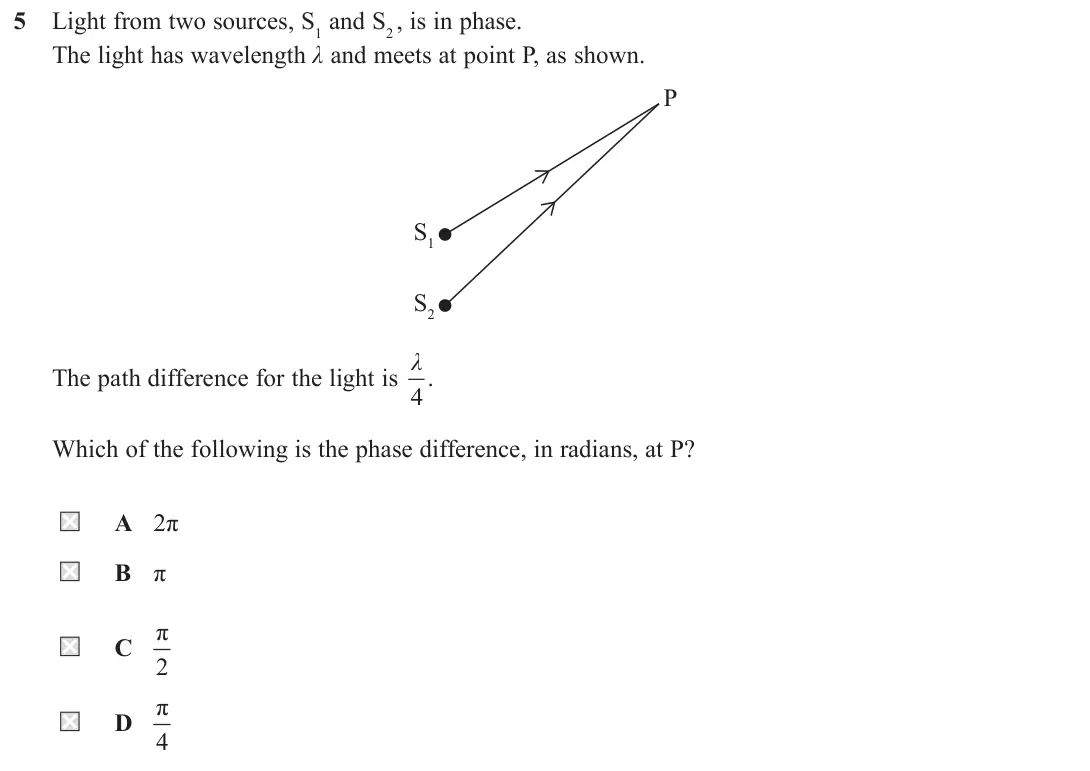 5 Light from two sources, S₁ and S₂, is in phase.
The light has wavelength λ and meets at point P, as shown.
P
S₁
S₂
The path difference for the light is λ/4.
Which of the following is the phase difference, in radians, at P?
A 2π
B π
C π/2
D π/4